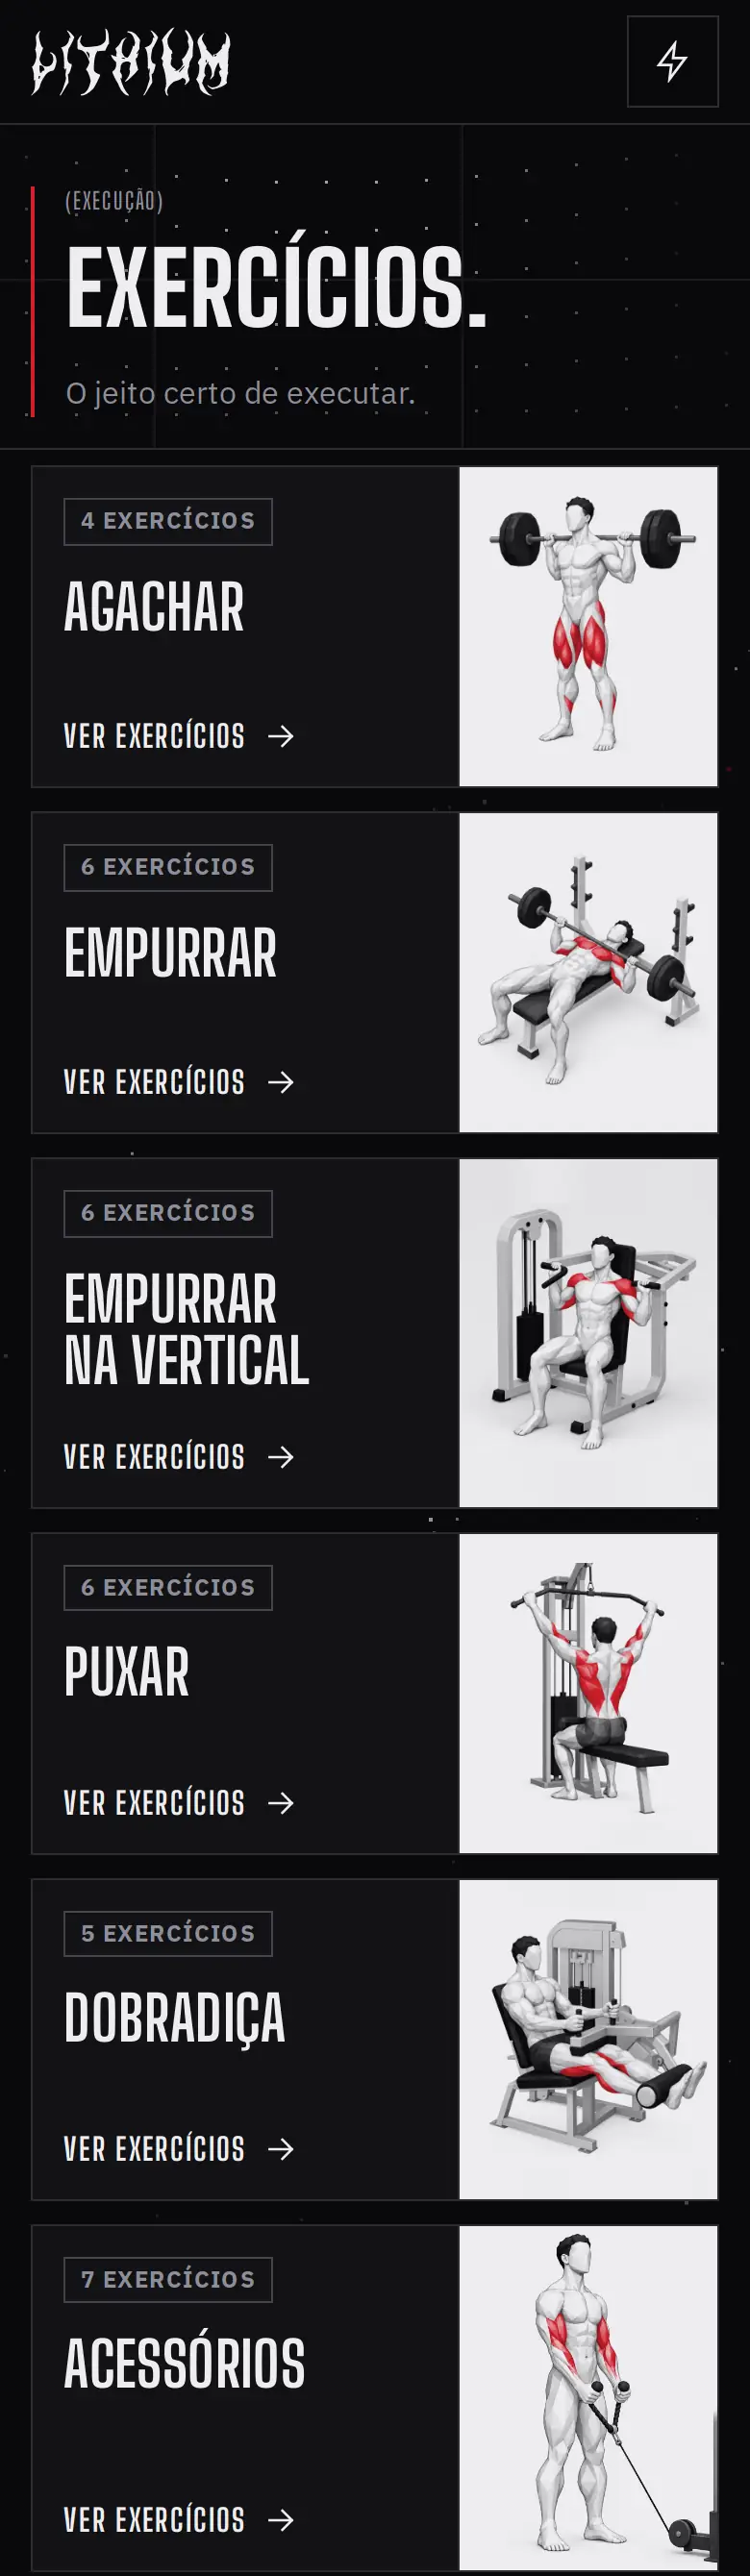 LITHIUM
(EXECUÇÃO)
EXERCÍCIOS.
O jeito certo de executar.
4 EXERCÍCIOS
AGACHAR
VER EXERCÍCIOS →
6 EXERCÍCIOS
EMPURRAR
VER EXERCÍCIOS →
6 EXERCÍCIOS
EMPURRAR
NA VERTICAL
VER EXERCÍCIOS →
6 EXERCÍCIOS
PUXAR
VER EXERCÍCIOS →
5 EXERCÍCIOS
DOBRADIÇA
VER EXERCÍCIOS →
7 EXERCÍCIOS
ACESSÓRIOS
VER EXERCÍCIOS →